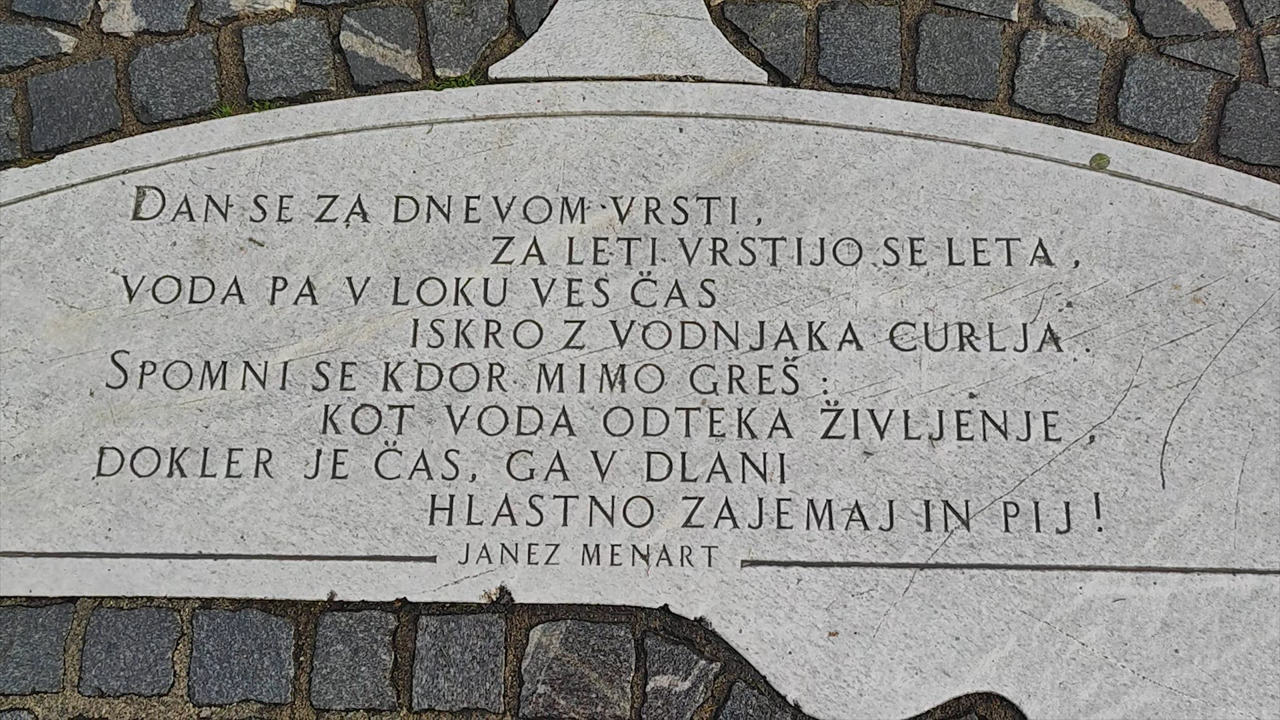 DAN SE ZA DNEVOM VRSTI,
ZA LETI VRSTIJO SE LETA,
VODA PA V LOKU VES ČAS
ISKRO Z VODNJAKA CURLJA.
SPOMNI SE KDOR MIMO GREŠ:
KOT VODA ODTEKA ŽIVLJENJE,
DOKLER JE ČAS, GA V DLANI
HLASTNO ZAJEMAJ IN PIJ!
JANEZ MENART